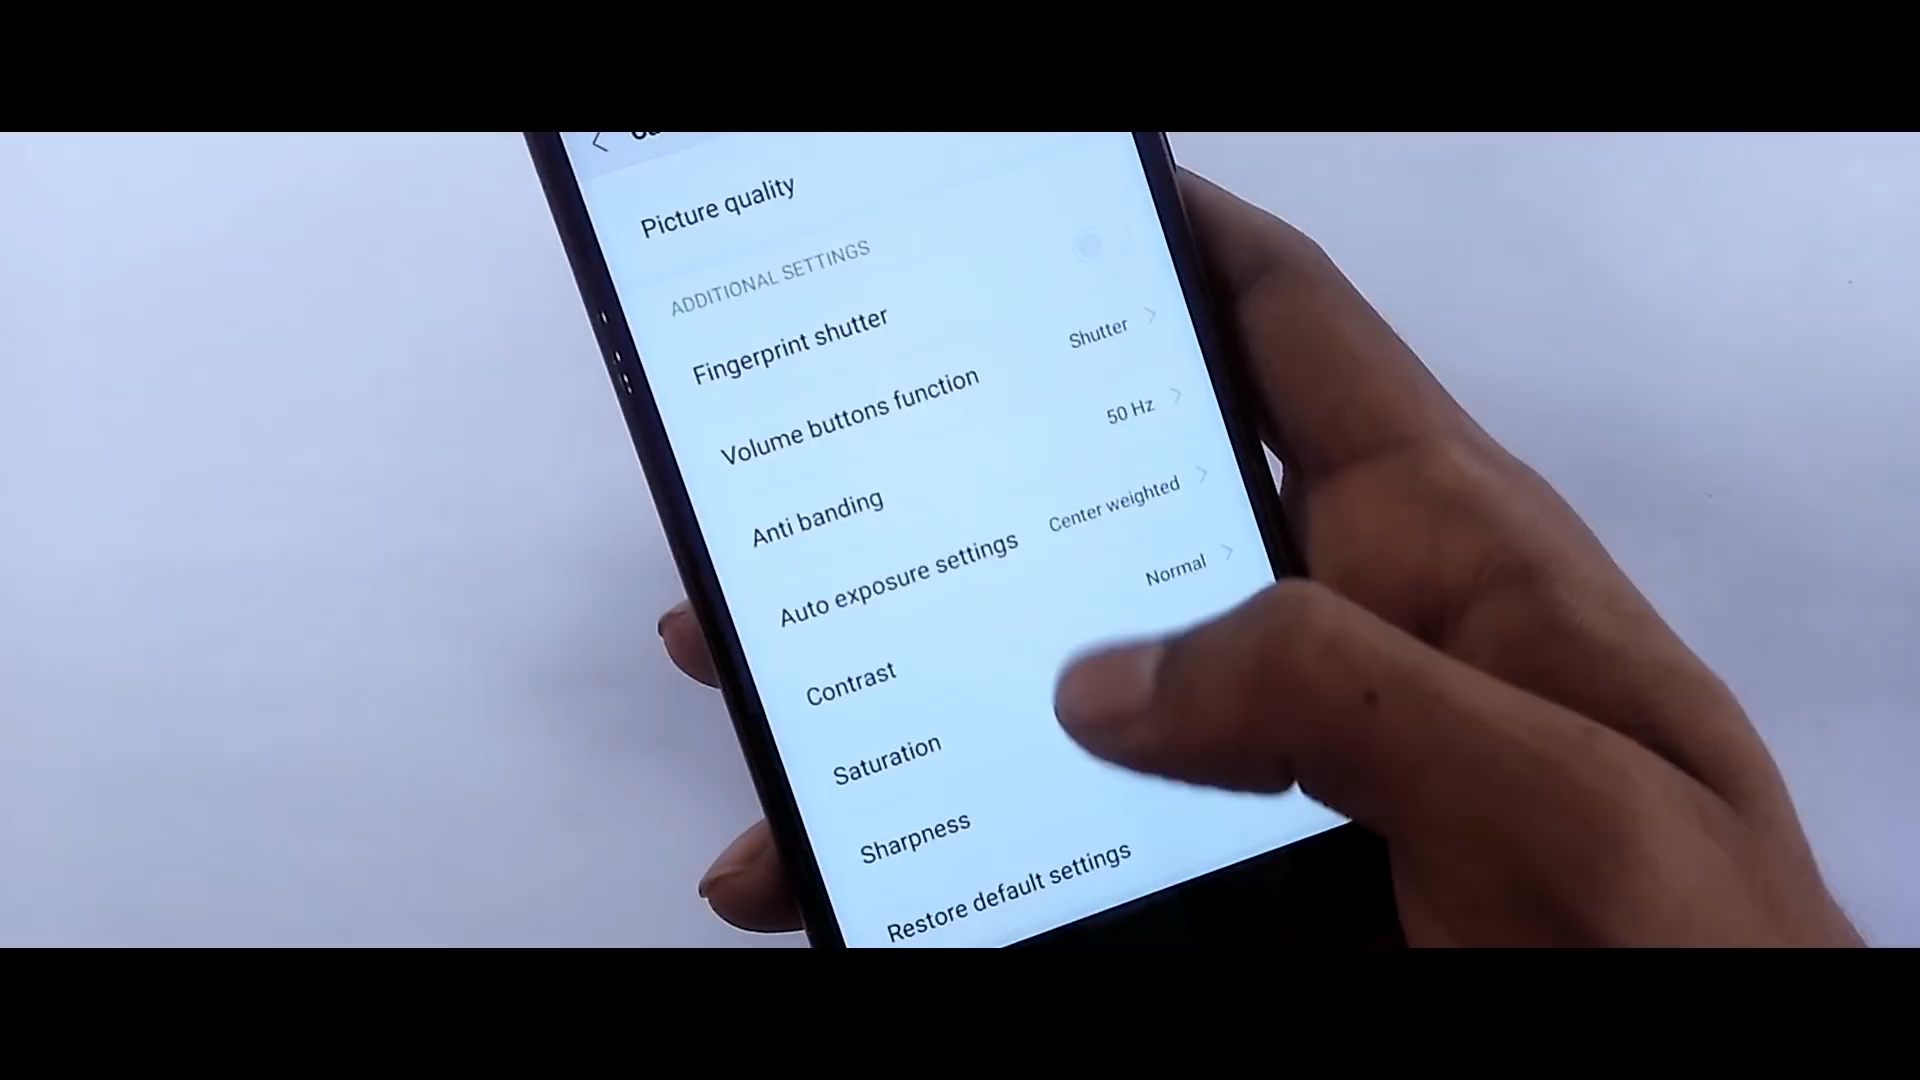 Picture quality
ADDITIONAL SETTINGS
Fingerprint shutter
Volume buttons function Shutter
Anti banding 50 Hz
Auto exposure settings Center weighted
Contrast Normal
Saturation
Sharpness
Restore default settings